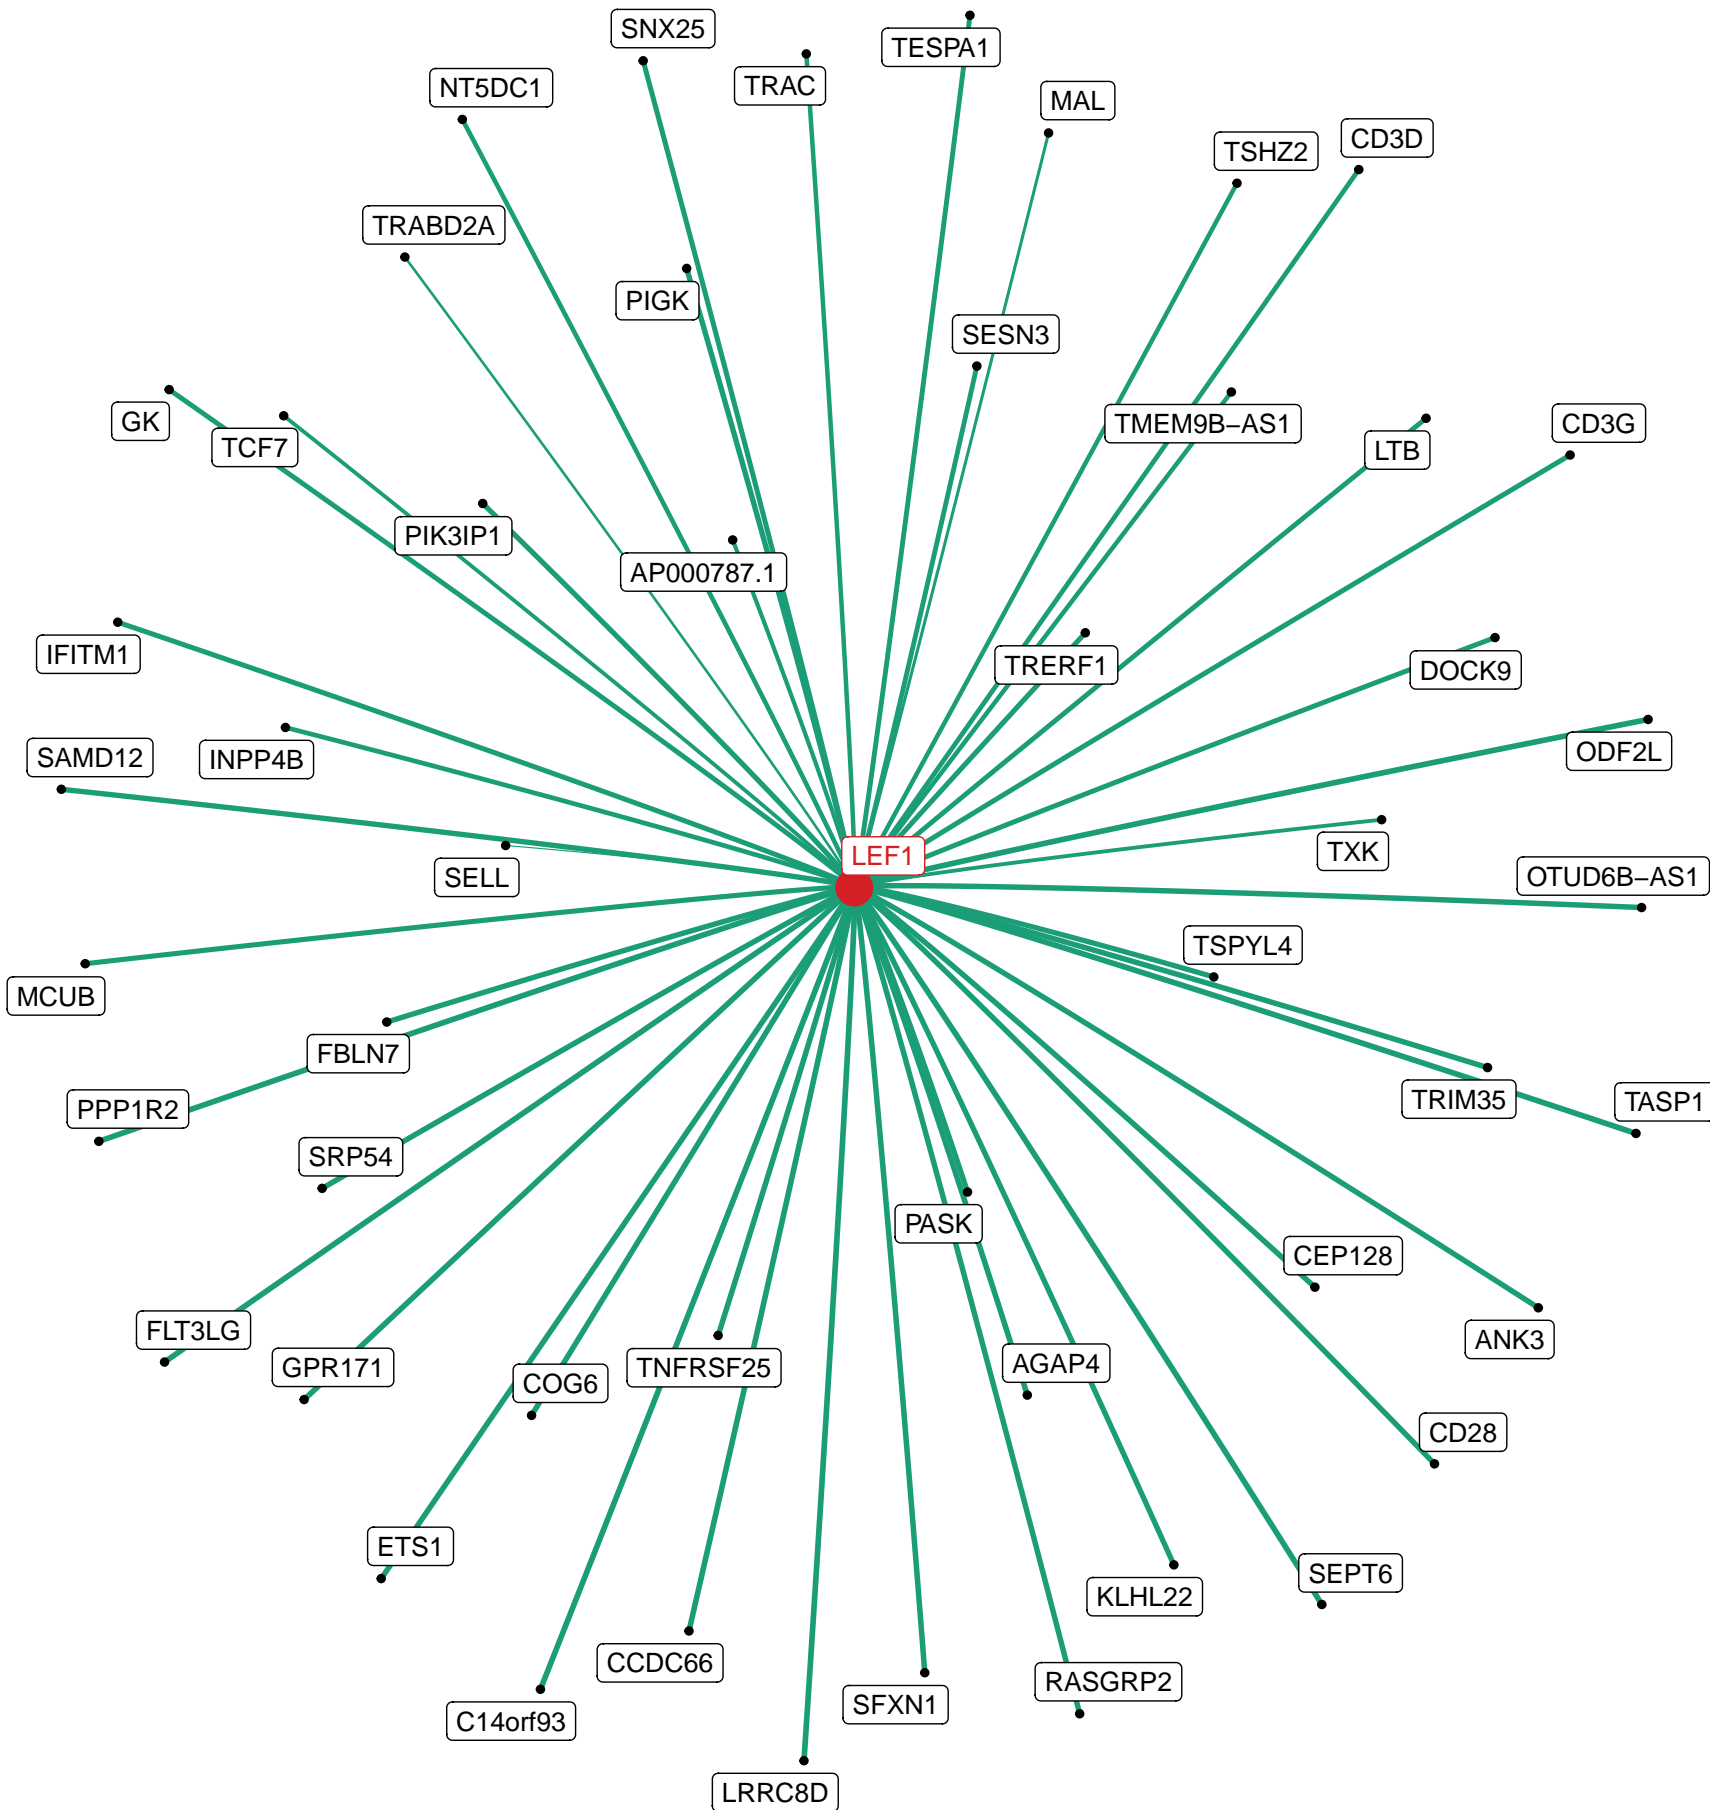 SNX25
TESPA1
TRAC
NT5DC1
MAL
CD3D
TSHZ2
TRABD2A
PIGK
SESN3
GK
TCF7
TMEM9B−AS1
CD3G
LTB
PIK3IP1
AP000787.1
IFITM1
TRERF1
DOCK9
SAMD12
INPP4B
ODF2L
LEF1
TXK
SELL
OTUD6B−AS1
TSPYL4
MCUB
FBLN7
TRIM35
TASP1
PPP1R2
SRP54
PASK
CEP128
FLT3LG
ANK3
GPR171
TNFRSF25
AGAP4
COG6
CD28
ETS1
SEPT6
KLHL22
CCDC66
RASGRP2
SFXN1
C14orf93
LRRC8D